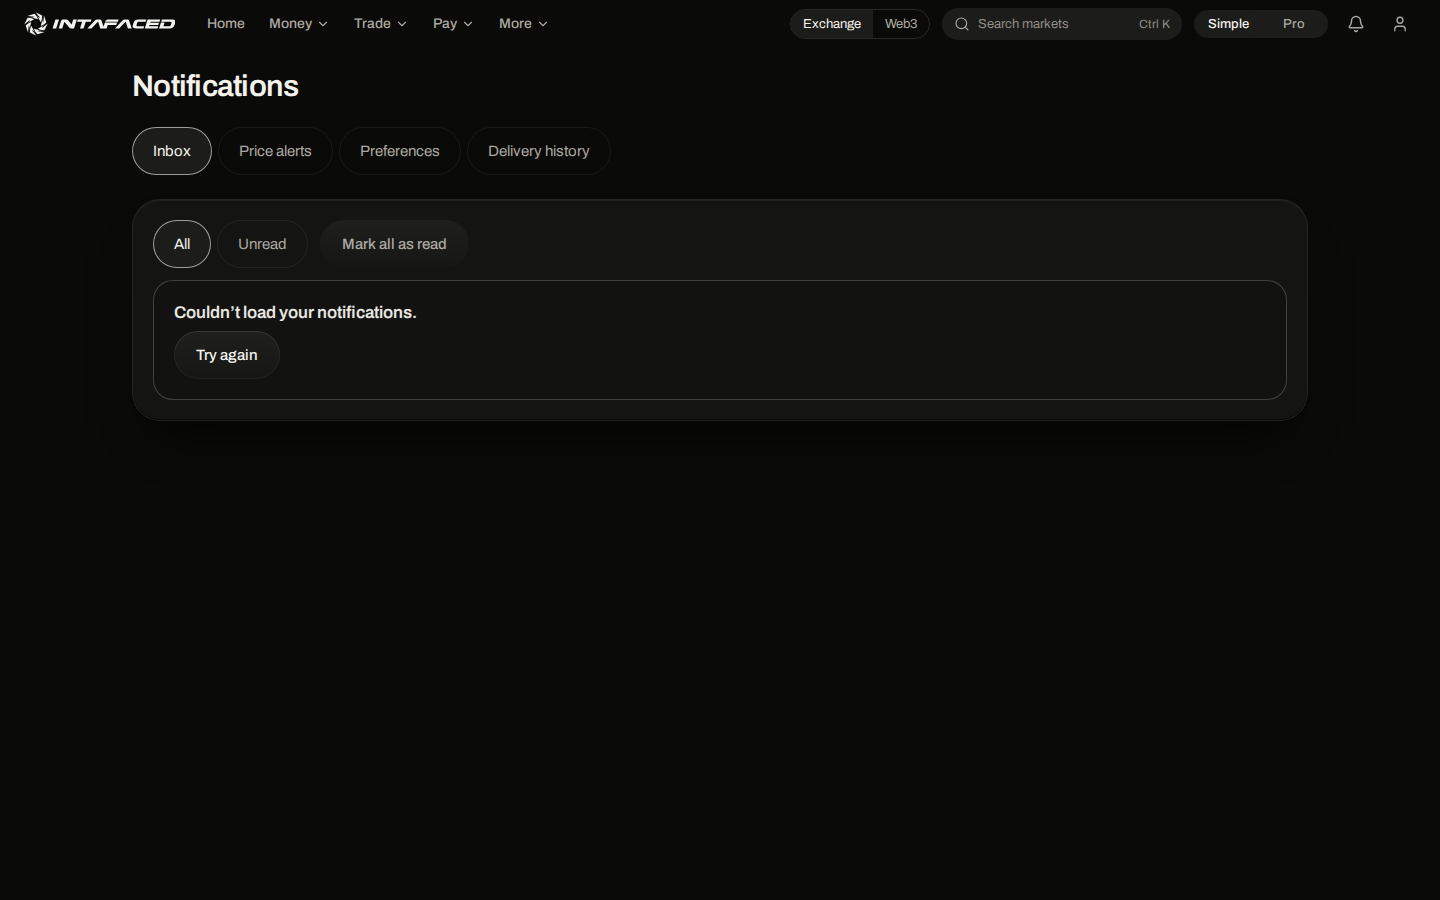 INTAFACED Home Money Trade Pay More Exchange Web3 Search markets Ctrl K Simple Pro
Notifications
Inbox Price alerts Preferences Delivery history
All Unread Mark all as read
Couldn’t load your notifications.
Try again